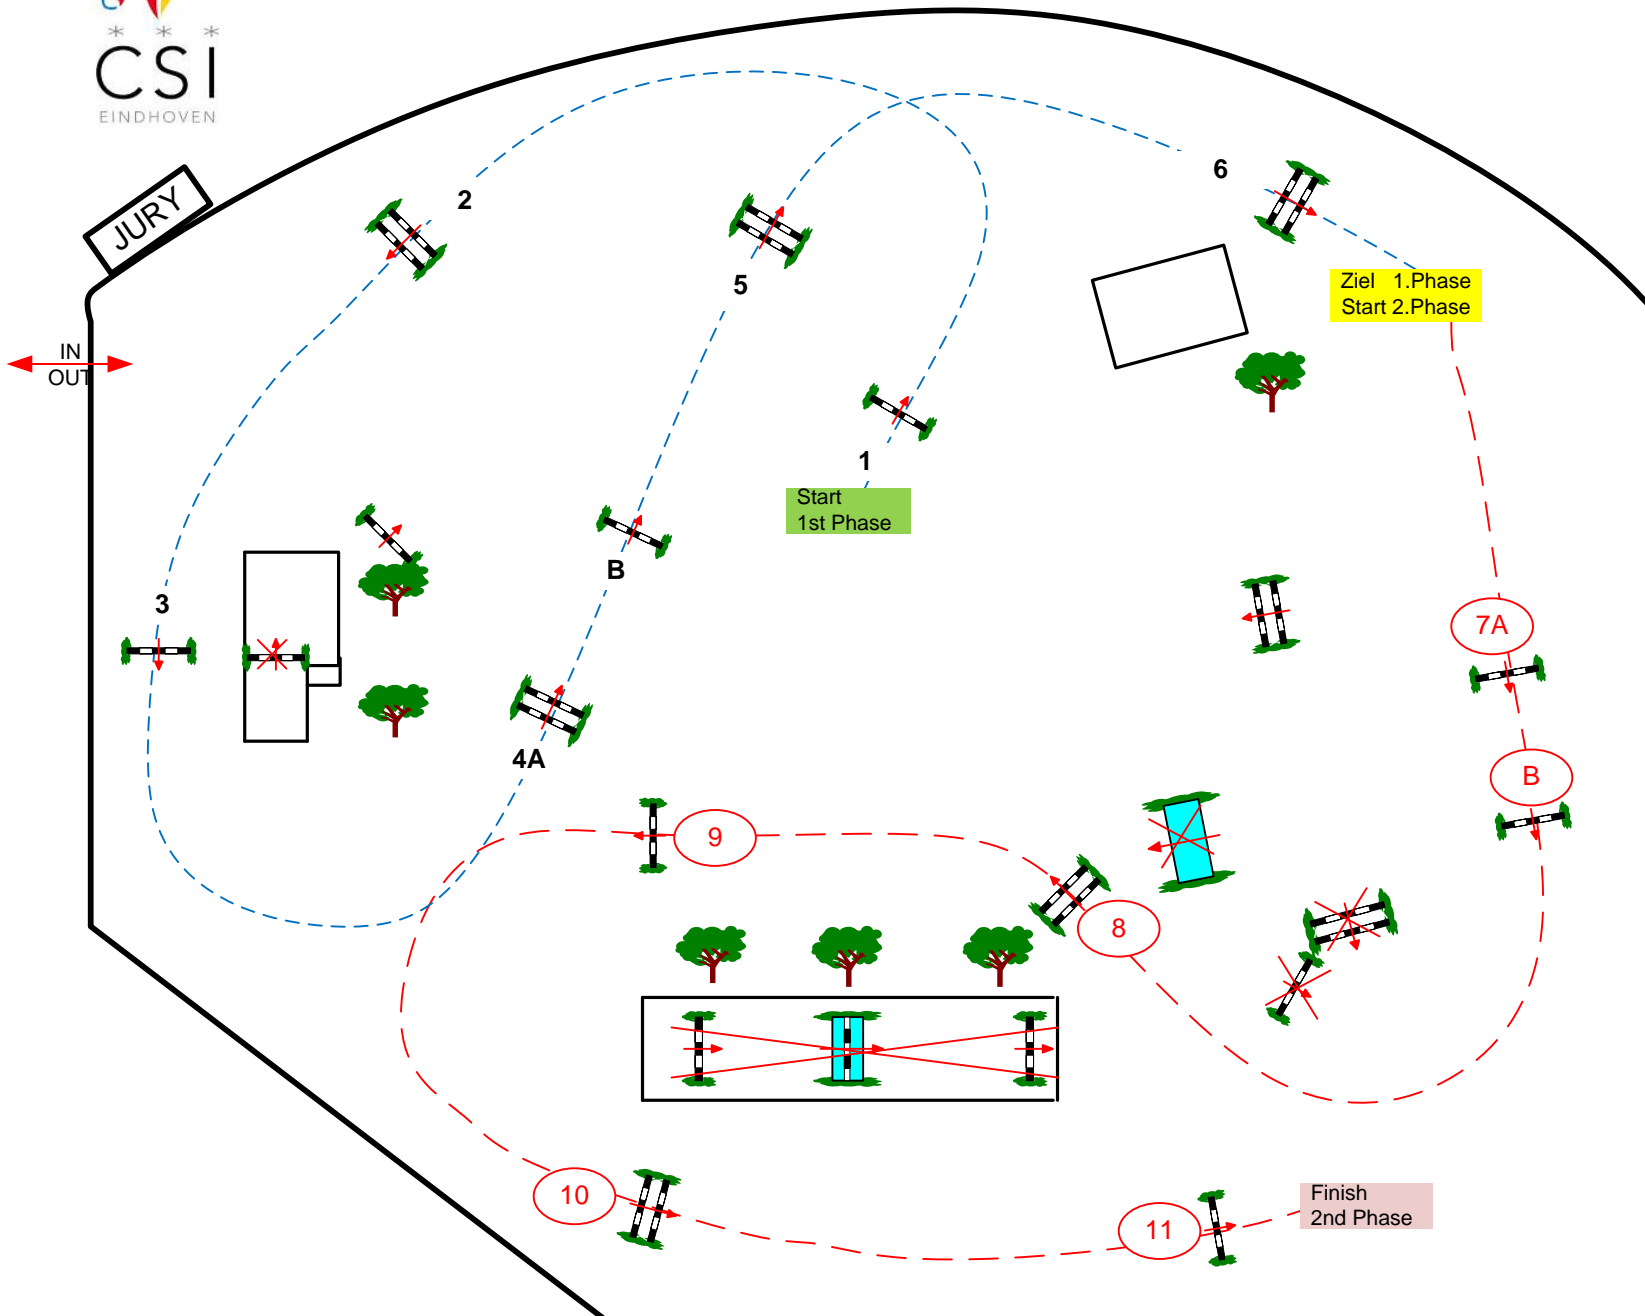 * * *
CSI
EINDHOVEN
JURY
IN
OUT
2
5
6
Ziel 1.Phase
Start 2.Phase
1
Start
1st Phase
B
3
4A
7A
B
9
8
10
11
Finish
2nd Phase